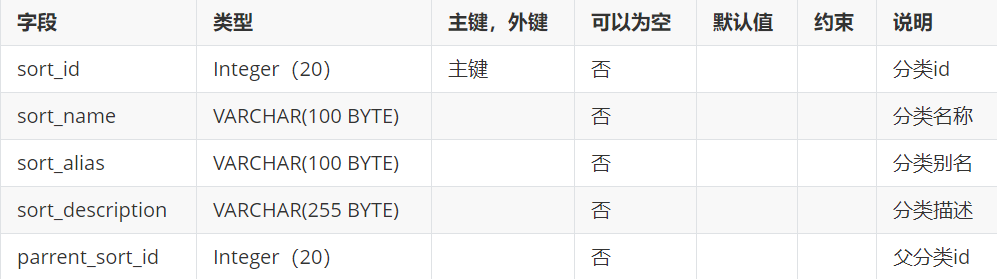 字段 类型 主键，外键 可以为空 默认值 约束 说明
sort_id Integer（20） 主键 否 分类id
sort_name VARCHAR(100 BYTE) 否 分类名称
sort_alias VARCHAR(100 BYTE) 否 分类别名
sort_description VARCHAR(255 BYTE) 否 分类描述
parrent_sort_id Integer（20） 否 父分类id